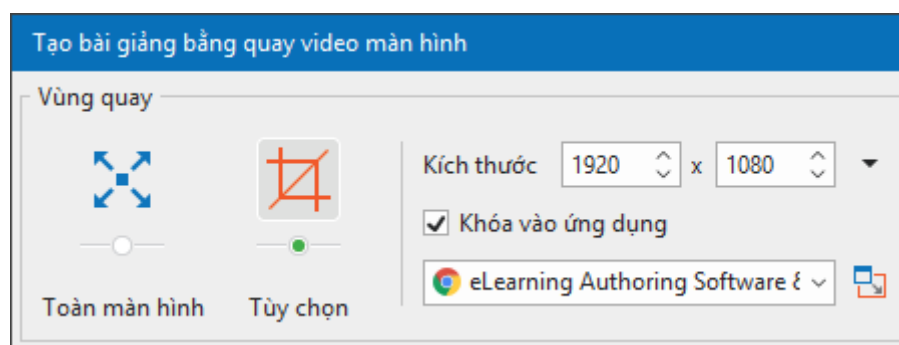 Tạo bài giảng bằng quay video màn hình
Vùng quay
Kích thước 1920 x 1080
Khóa vào ứng dụng
eLearning Authoring Software &
Toàn màn hình Tùy chọn